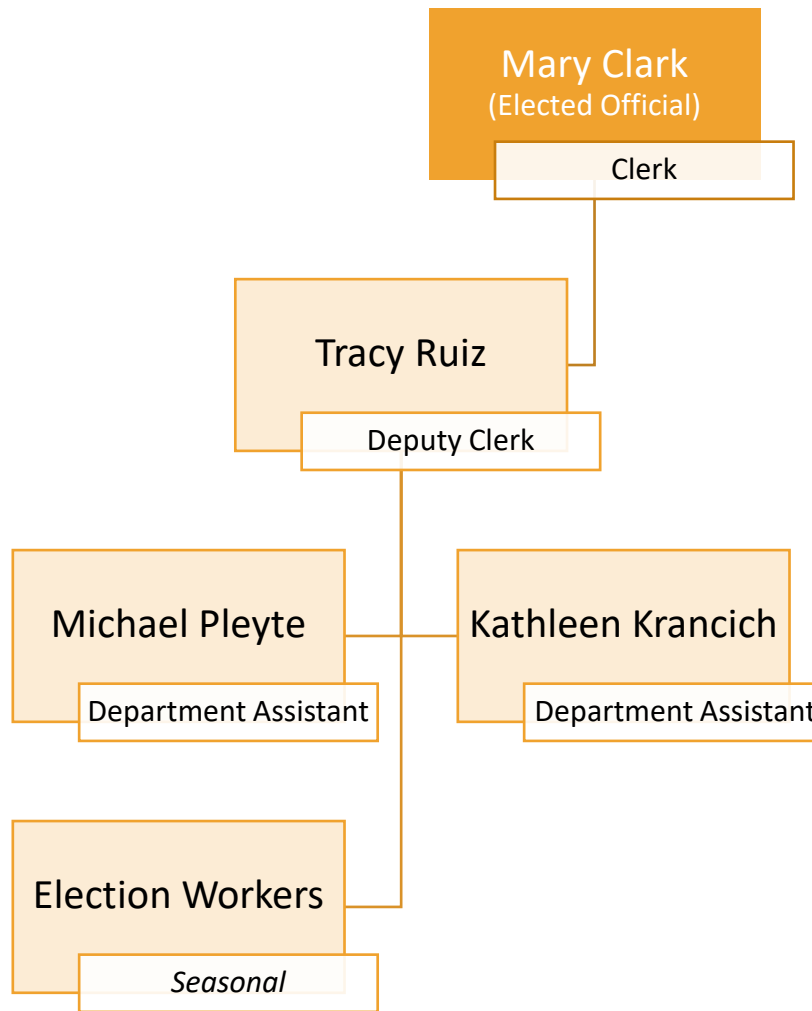 Mary Clark
(Elected Official)
Clerk
Tracy Ruiz
Deputy Clerk
Michael Pleyte
Department Assistant
Kathleen Krancich
Department Assistant
Election Workers
Seasonal